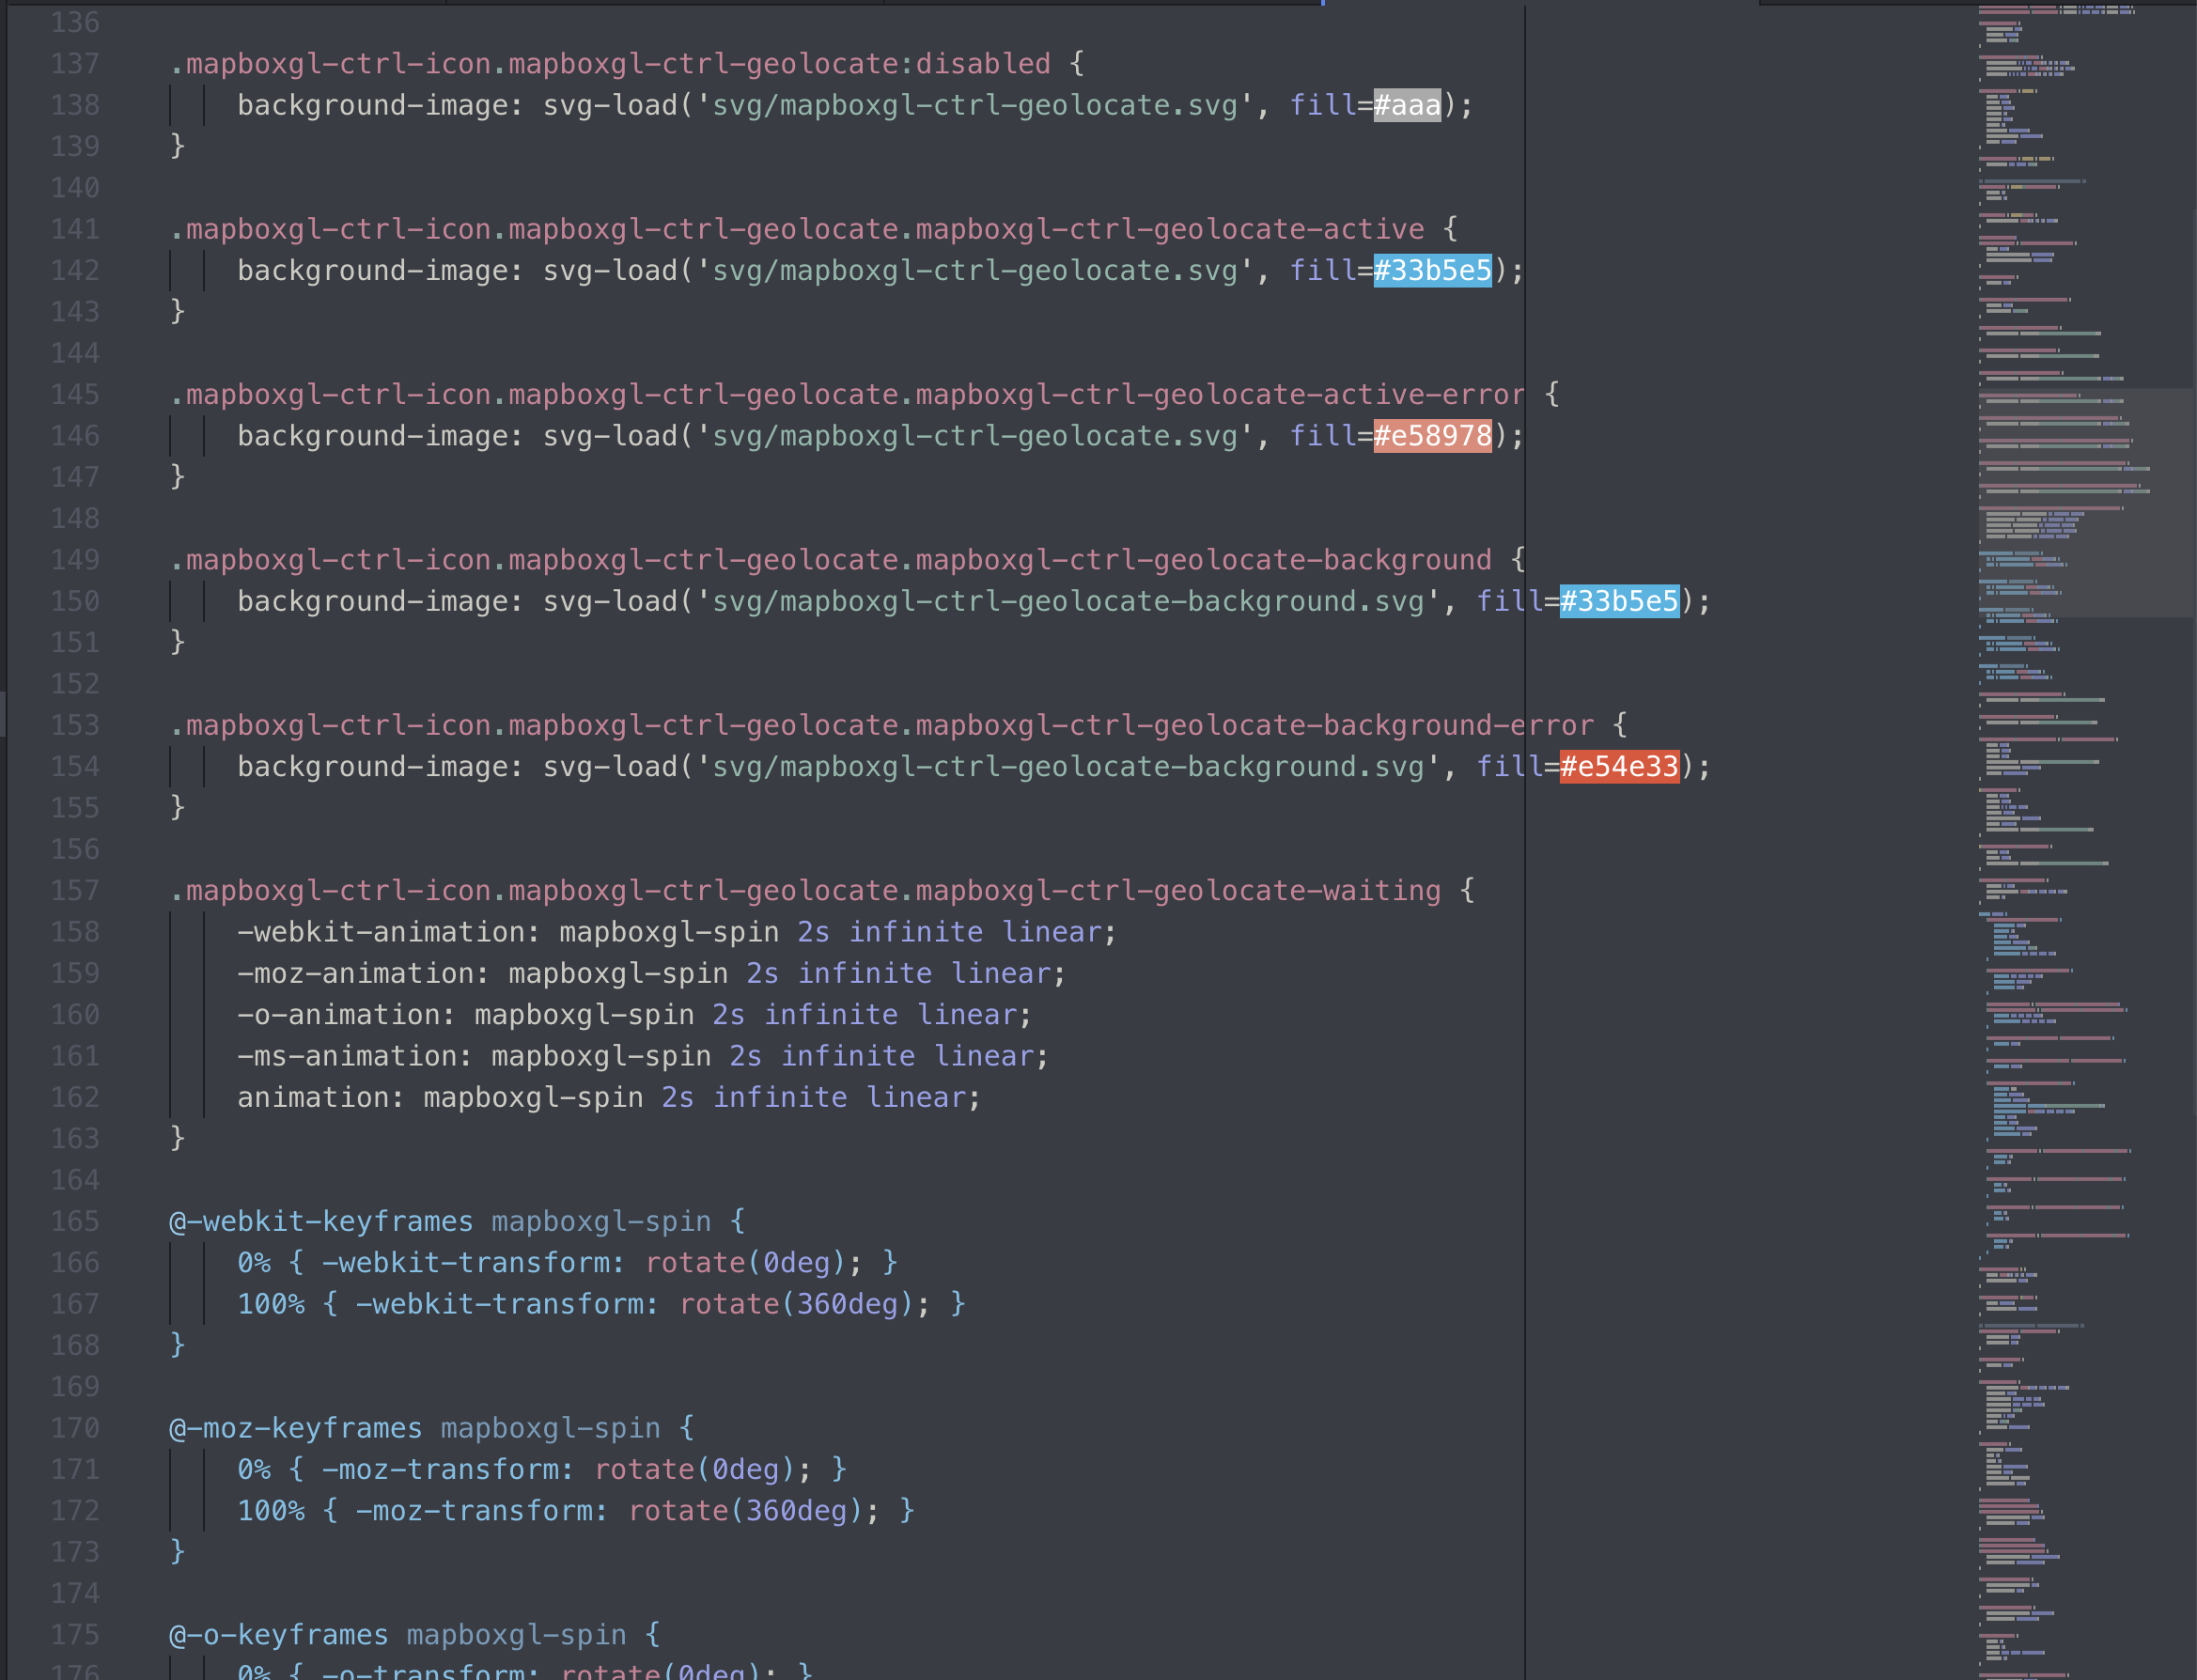 136
137 .mapboxgl-ctrl-icon.mapboxgl-ctrl-geolocate:disabled {
138 background-image: svg-load('svg/mapboxgl-ctrl-geolocate.svg', fill=#aaa);
139 }
140
141 .mapboxgl-ctrl-icon.mapboxgl-ctrl-geolocate.mapboxgl-ctrl-geolocate-active {
142 background-image: svg-load('svg/mapboxgl-ctrl-geolocate.svg', fill=#33b5e5);
143 }
144
145 .mapboxgl-ctrl-icon.mapboxgl-ctrl-geolocate.mapboxgl-ctrl-geolocate-active-error {
146 background-image: svg-load('svg/mapboxgl-ctrl-geolocate.svg', fill=#e58978);
147 }
148
149 .mapboxgl-ctrl-icon.mapboxgl-ctrl-geolocate.mapboxgl-ctrl-geolocate-background {
150 background-image: svg-load('svg/mapboxgl-ctrl-geolocate-background.svg', fill=#33b5e5);
151 }
152
153 .mapboxgl-ctrl-icon.mapboxgl-ctrl-geolocate.mapboxgl-ctrl-geolocate-background-error {
154 background-image: svg-load('svg/mapboxgl-ctrl-geolocate-background.svg', fill=#e54e33);
155 }
156
157 .mapboxgl-ctrl-icon.mapboxgl-ctrl-geolocate.mapboxgl-ctrl-geolocate-waiting {
158 -webkit-animation: mapboxgl-spin 2s infinite linear;
159 -moz-animation: mapboxgl-spin 2s infinite linear;
160 -o-animation: mapboxgl-spin 2s infinite linear;
161 -ms-animation: mapboxgl-spin 2s infinite linear;
162 animation: mapboxgl-spin 2s infinite linear;
163 }
164
165 @-webkit-keyframes mapboxgl-spin {
166 0% { -webkit-transform: rotate(0deg); }
167 100% { -webkit-transform: rotate(360deg); }
168 }
169
170 @-moz-keyframes mapboxgl-spin {
171 0% { -moz-transform: rotate(0deg); }
172 100% { -moz-transform: rotate(360deg); }
173 }
174
175 @-o-keyframes mapboxgl-spin {
176 0% { -o-transform: rotate(0deg); }